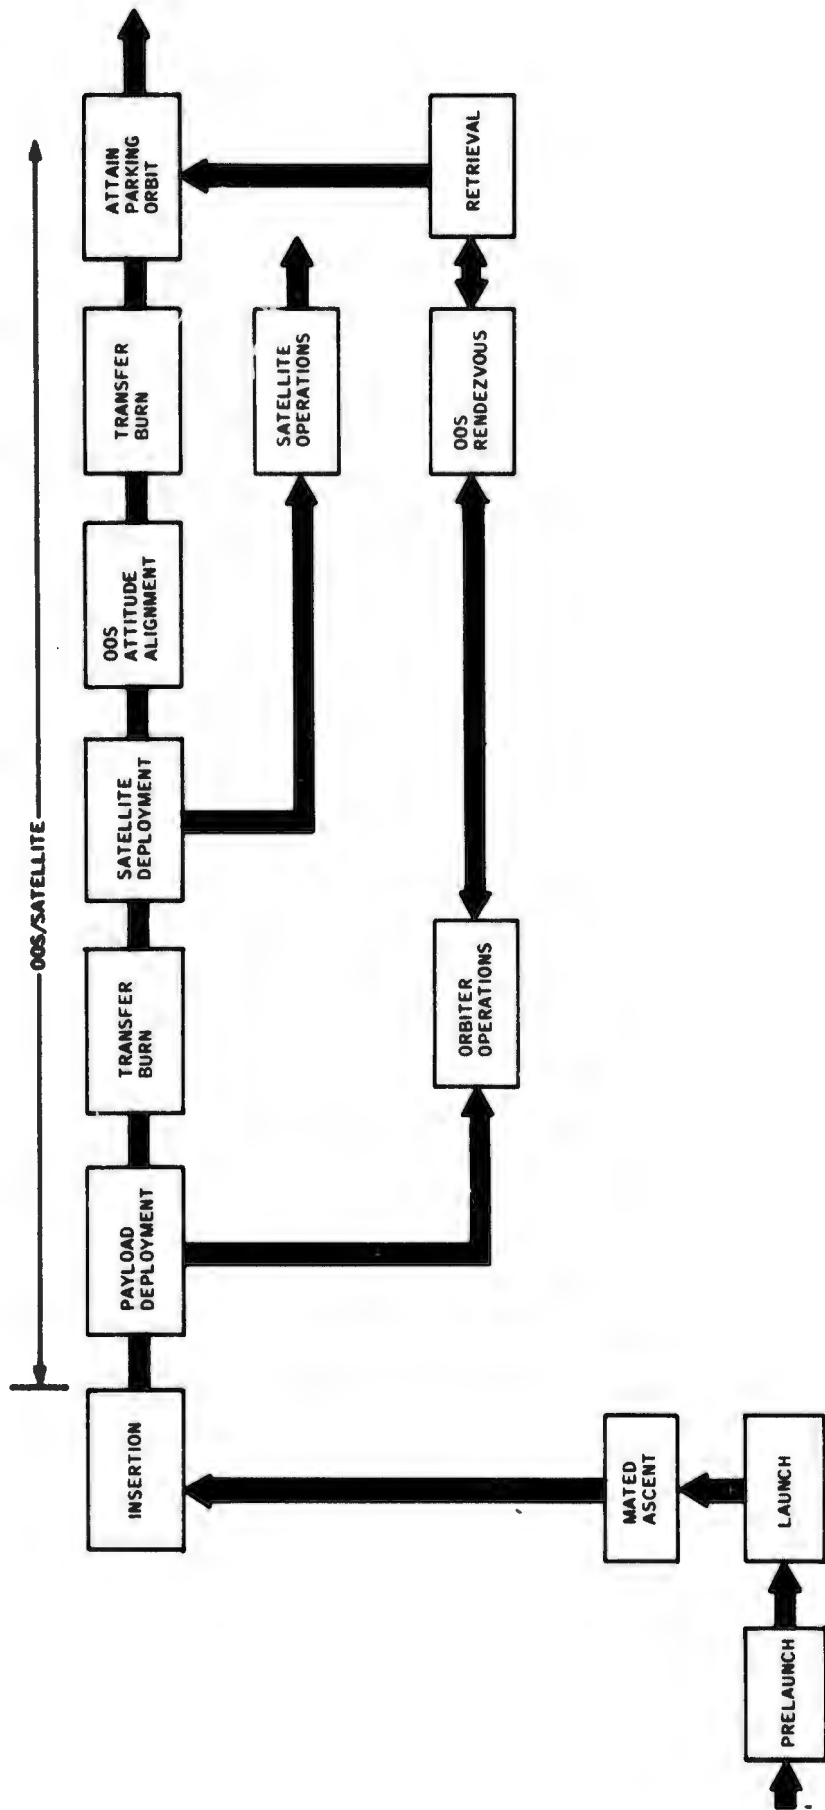 OOS/SATELLITE
INSERTION
PAYLOAD
DEPLOYMENT
TRANSFER
BURN
SATELLITE
DEPLOYMENT
OOS
ATTITUDE
ALIGNMENT
TRANSFER
BURN
ATTAIN
PARKING
ORBIT
SATELLITE
OPERATIONS
ORBITER
OPERATIONS
OOS
RENDEZVOUS
RETRIEVAL
MATED
ASCENT
PRELAUNCH
LAUNCH